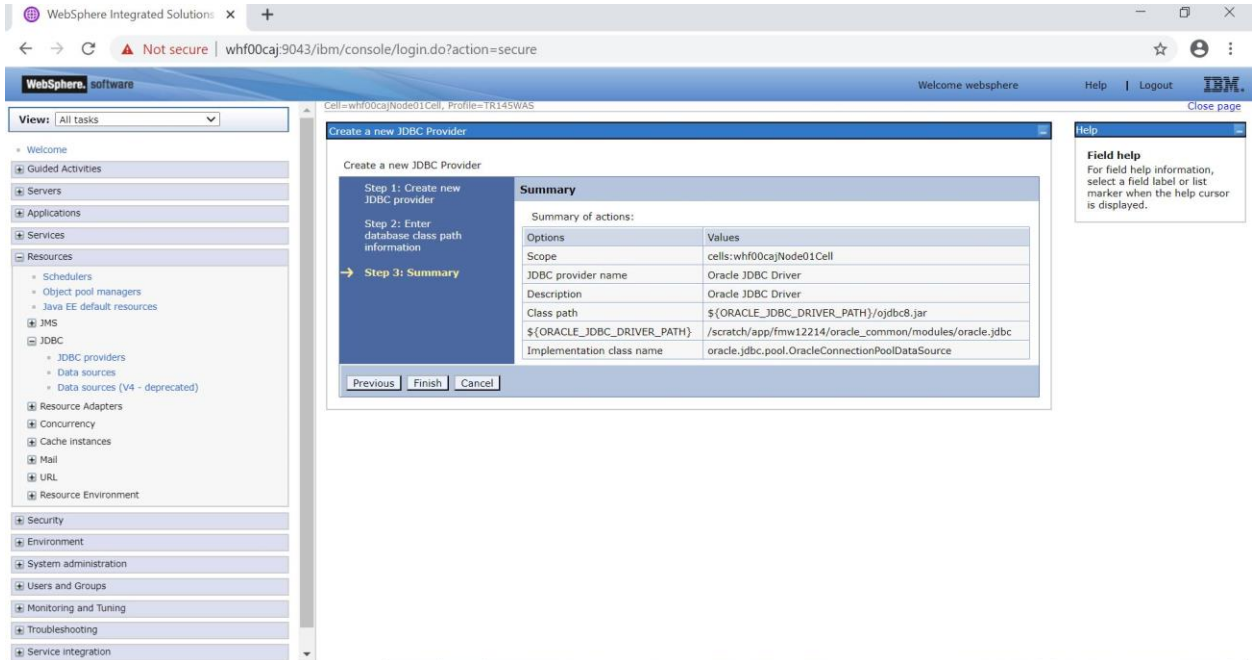 WebSphere Integrated Solutions
Not secure | whf00caj:9043/ibm/console/login.do?action=secure
WebSphere. software
Welcome websphere
Help | Logout
IBM.
View: All tasks
Welcome
Guided Activities
Servers
Applications
Services
Resources
Schedulers
Object pool managers
Java EE default resources
JMS
JDBC
JDBC providers
Data sources
Data sources (V4 - deprecated)
Resource Adapters
Concurrency
Cache instances
Mail
URL
Resource Environment
Security
Environment
System administration
Users and Groups
Monitoring and Tuning
Troubleshooting
Service integration
Cell=whf00cajNode01Cell, Profile=TR145WAS
Close page
Create a new JDBC Provider
Create a new JDBC Provider
Step 1: Create new
JDBC provider
Step 2: Enter
database class path
information
Step 3: Summary
Summary
Summary of actions:
Options Values
Scope cells:whf00cajNode01Cell
JDBC provider name Oracle JDBC Driver
Description Oracle JDBC Driver
Class path ${ORACLE_JDBC_DRIVER_PATH}/ojdbc8.jar
${ORACLE_JDBC_DRIVER_PATH} /scratch/app/fmw12214/oracle_common/modules/oracle.jdbc
Implementation class name oracle.jdbc.pool.OracleConnectionPoolDataSource
Previous Finish Cancel
Help
Field help
For field help information,
select a field label or list
marker when the help cursor
is displayed.